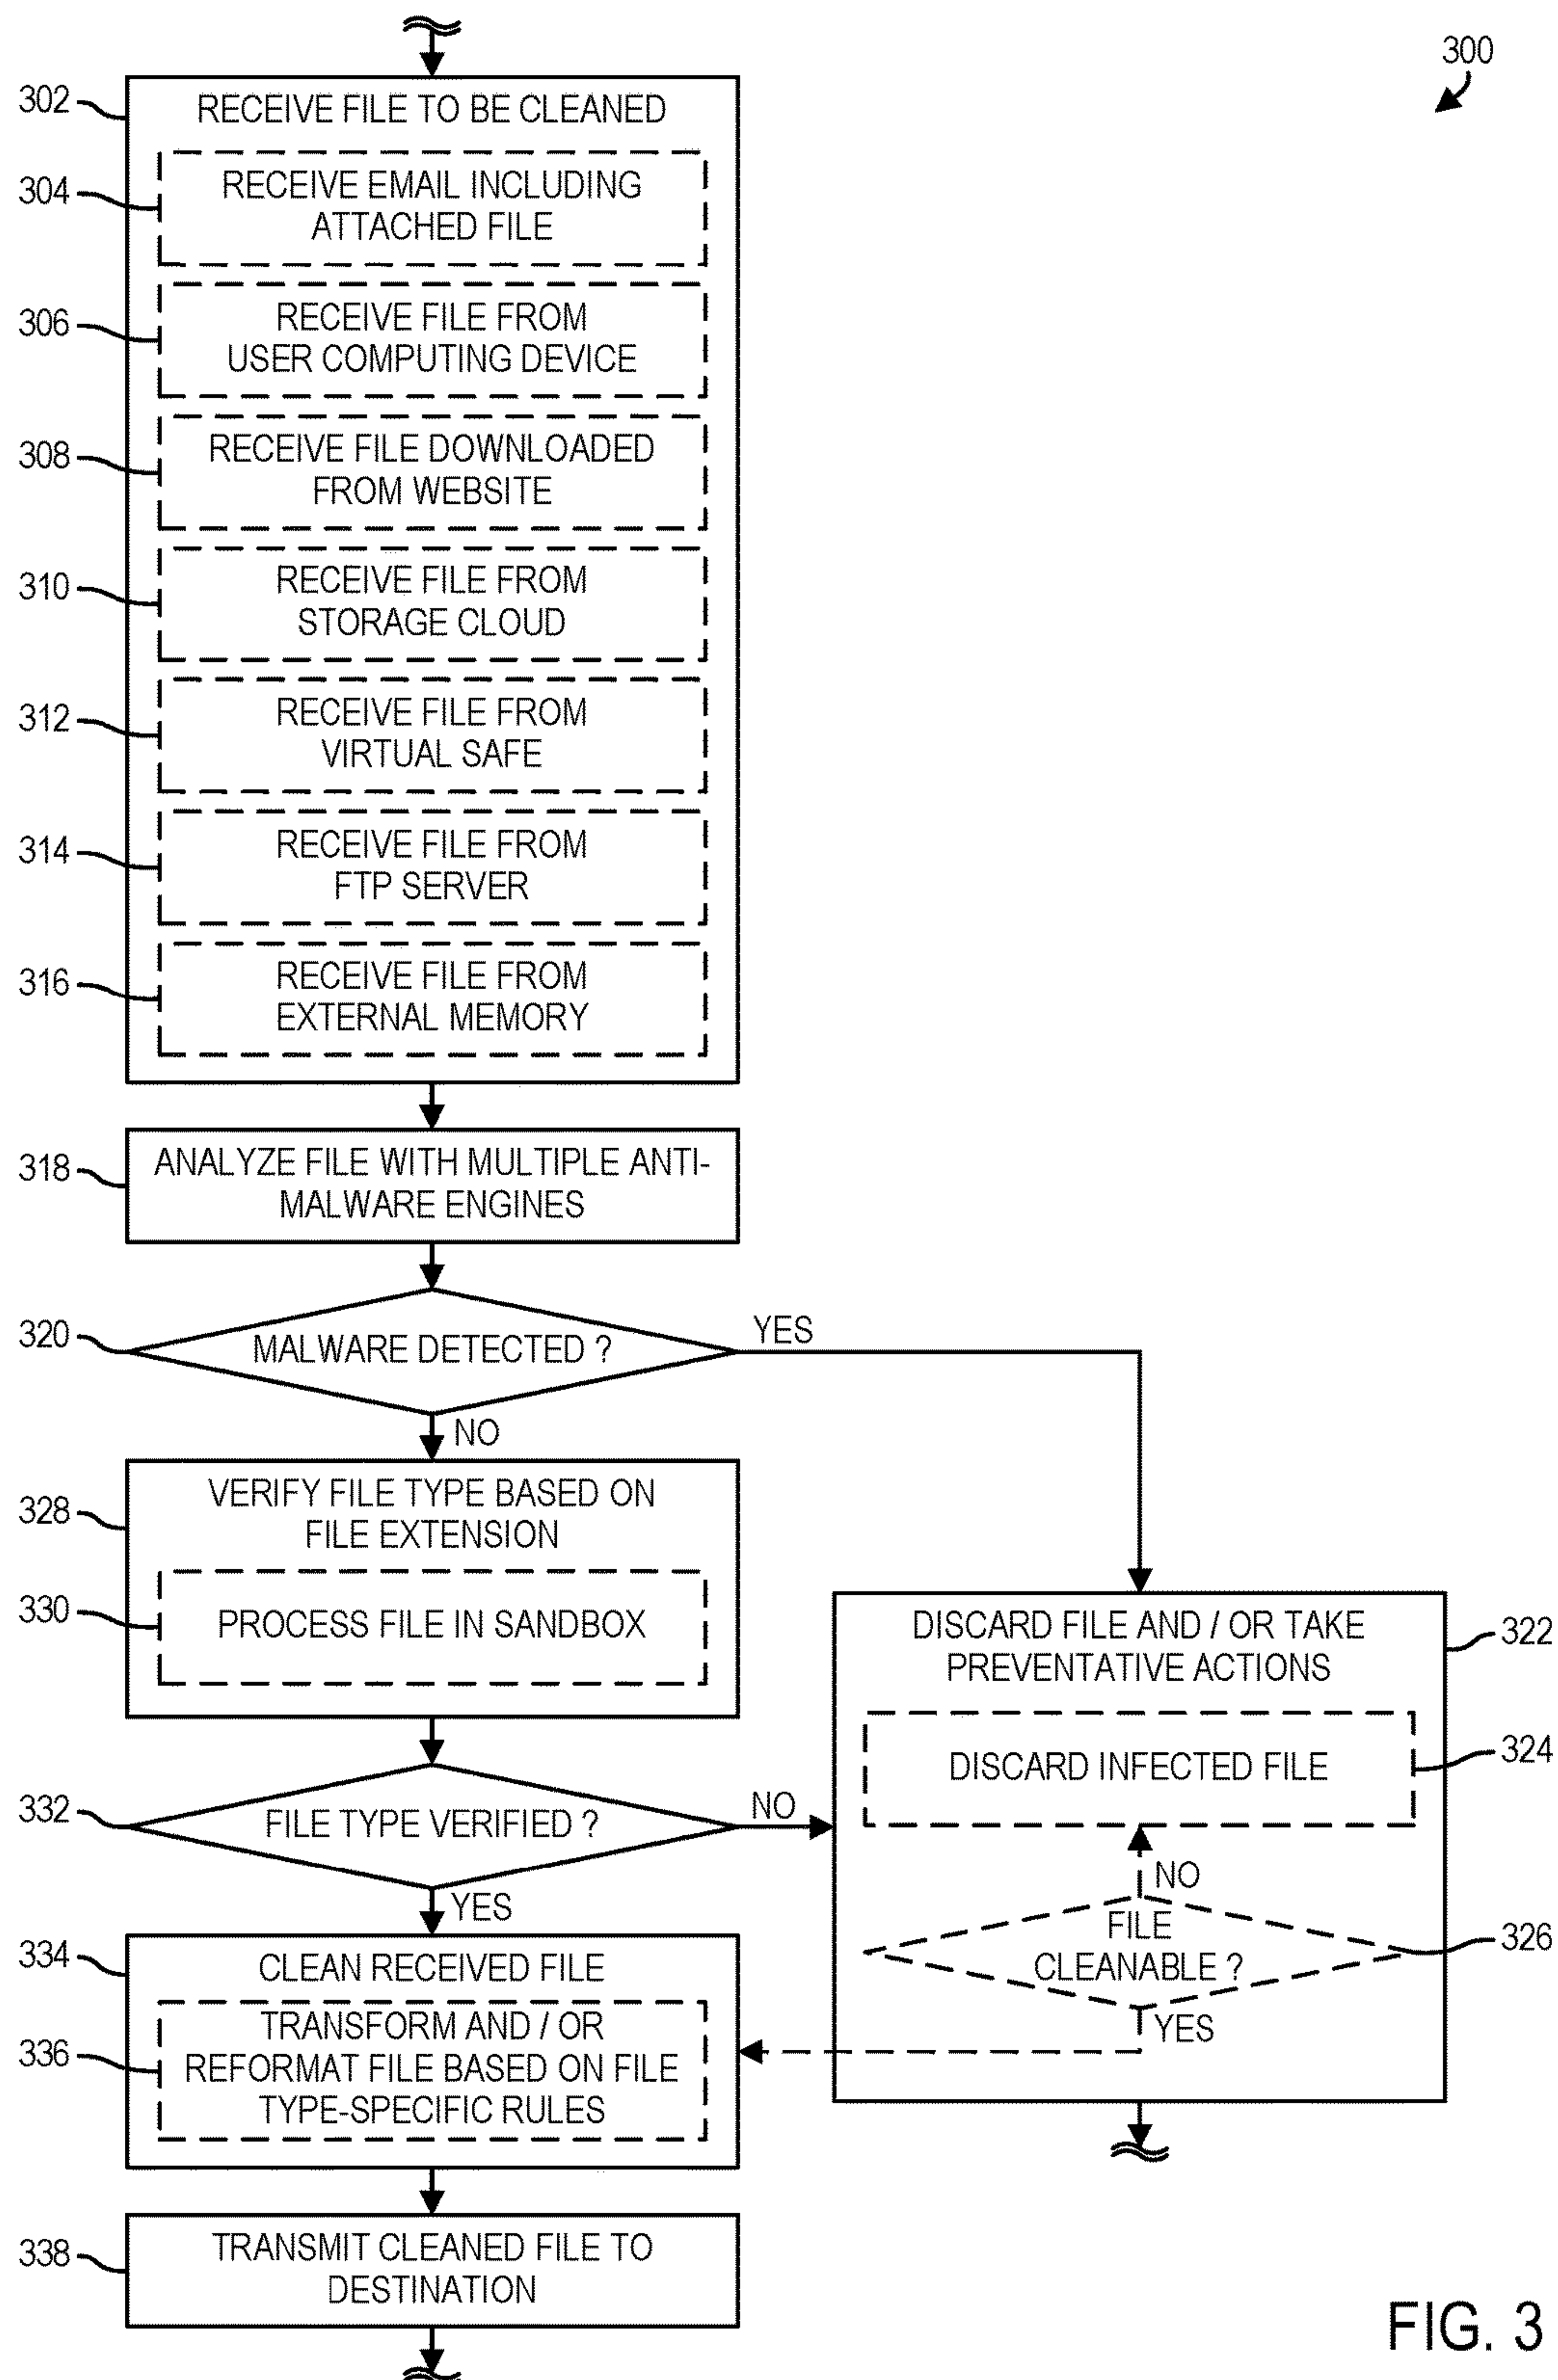 300
302
RECEIVE FILE TO BE CLEANED
304
RECEIVE EMAIL INCLUDING
ATTACHED FILE
306
RECEIVE FILE FROM
USER COMPUTING DEVICE
308
RECEIVE FILE DOWNLOADED
FROM WEBSITE
310
RECEIVE FILE FROM
STORAGE CLOUD
312
RECEIVE FILE FROM
VIRTUAL SAFE
314
RECEIVE FILE FROM
FTP SERVER
316
RECEIVE FILE FROM
EXTERNAL MEMORY
318
ANALYZE FILE WITH MULTIPLE ANTI-
MALWARE ENGINES
320
MALWARE DETECTED ?
YES
NO
328
VERIFY FILE TYPE BASED ON
FILE EXTENSION
330
PROCESS FILE IN SANDBOX
322
DISCARD FILE AND / OR TAKE
PREVENTATIVE ACTIONS
324
DISCARD INFECTED FILE
332
FILE TYPE VERIFIED ?
NO
YES
NO
326
FILE
CLEANABLE ?
YES
334
CLEAN RECEIVED FILE
336
TRANSFORM AND / OR
REFORMAT FILE BASED ON FILE
TYPE-SPECIFIC RULES
338
TRANSMIT CLEANED FILE TO
DESTINATION
FIG. 3